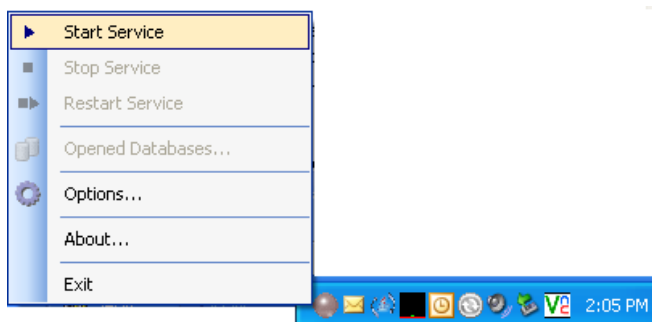 Start Service
Stop Service
Restart Service
Opened Databases...
Options...
About...
Exit
2:05 PM